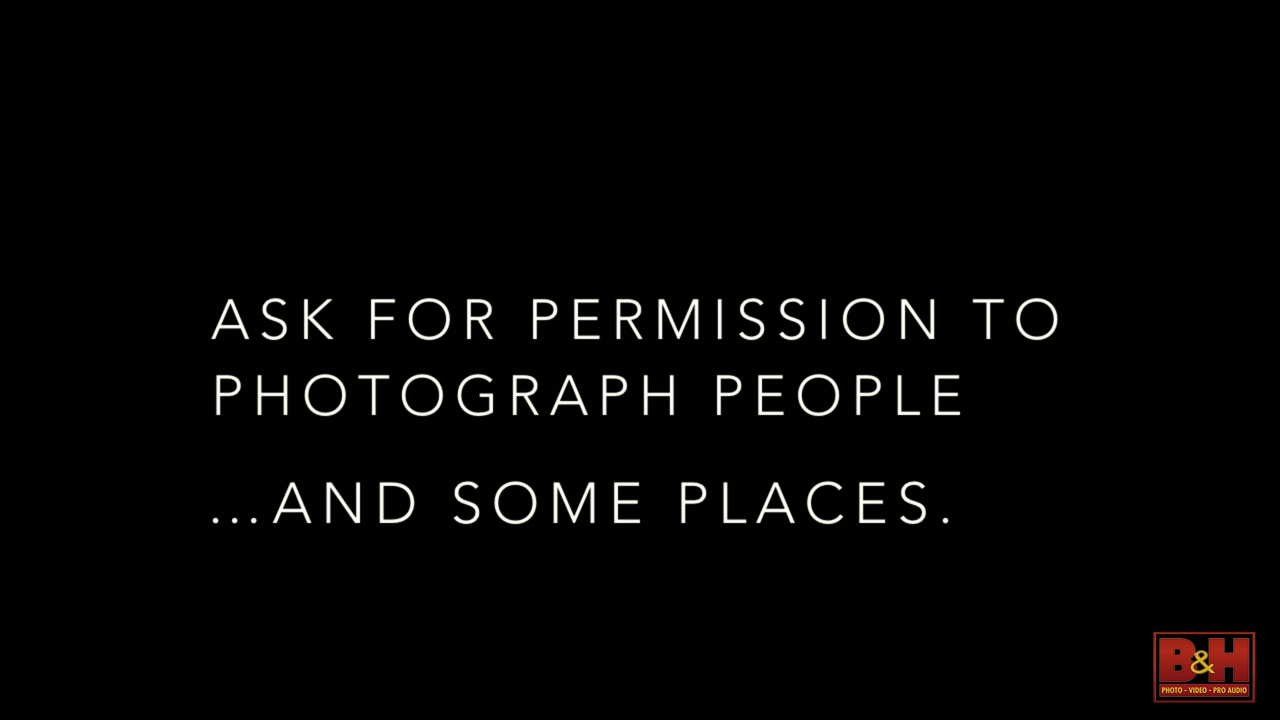 ASK FOR PERMISSION TO
PHOTOGRAPH PEOPLE
...AND SOME PLACES.
B&H
PHOTO - VIDEO - PRO AUDIO